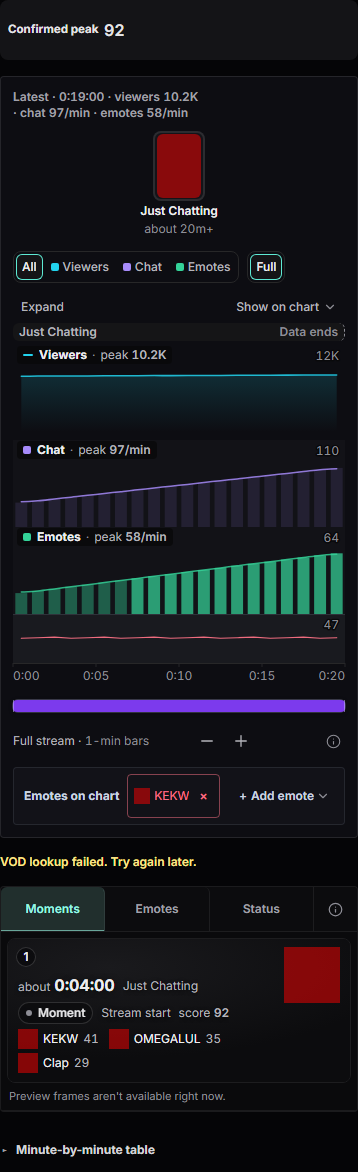 Confirmed peak 92
Latest · 0:19:00 · viewers 10.2K
· chat 97/min · emotes 58/min
Just Chatting
about 20m+
All Viewers Chat Emotes Full
Expand Show on chart
Just Chatting Data ends
Viewers · peak 10.2K 12K
Chat · peak 97/min 110
Emotes · peak 58/min 64
47
0:00 0:05 0:10 0:15 0:20
Full stream · 1-min bars − +
Emotes on chart KEKW × + Add emote
VOD lookup failed. Try again later.
Moments Emotes Status
1
about 0:04:00 Just Chatting
Moment Stream start score 92
KEKW 41 OMEGALUL 35
Clap 29
Preview frames aren't available right now.
Minute-by-minute table